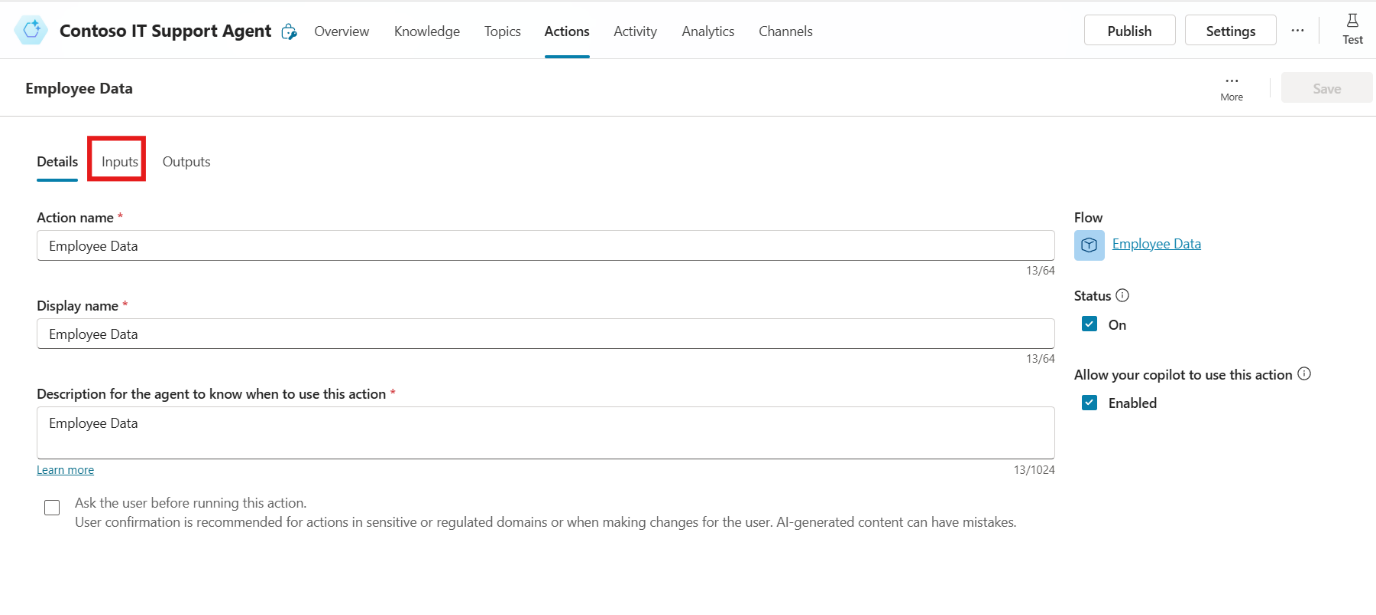 Contoso IT Support Agent Overview Knowledge Topics Actions Activity Analytics Channels Publish Settings ... Test
Employee Data ... More Save
Details Inputs Outputs
Action name *
Employee Data
13/64
Display name *
Employee Data
13/64
Description for the agent to know when to use this action *
Employee Data
Learn more 13/1024
Ask the user before running this action.
User confirmation is recommended for actions in sensitive or regulated domains or when making changes for the user. AI-generated content can have mistakes.
Flow
Employee Data
Status
On
Allow your copilot to use this action
Enabled